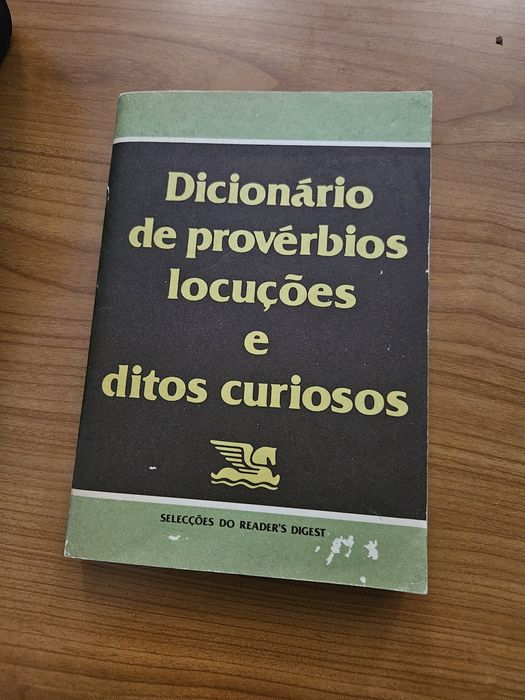 Dicionário
de provérbios
locuções
e
ditos curiosos
SELECÇÕES DO READER'S DIGEST